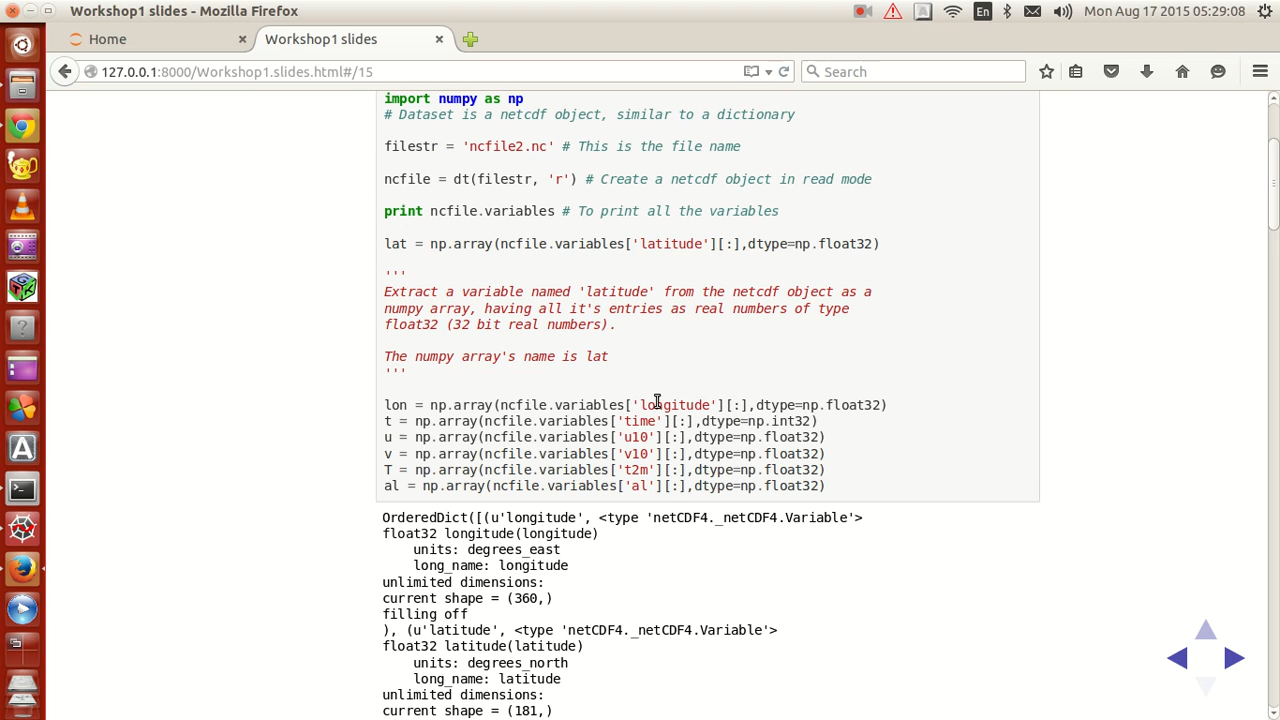 Workshop1 slides - Mozilla Firefox
En
Mon Aug 17 2015 05:29:08
Home
Workshop1 slides
127.0.0.1:8000/Workshop1.slides.html#/15
Search
import numpy as np
# Dataset is a netcdf object, similar to a dictionary
filestr = 'ncfile2.nc' # This is the file name
ncfile = dt(filestr, 'r') # Create a netcdf object in read mode
print ncfile.variables # To print all the variables
lat = np.array(ncfile.variables['latitude'][:],dtype=np.float32)
'''
Extract a variable named 'latitude' from the netcdf object as a
numpy array, having all it's entries as real numbers of type
float32 (32 bit real numbers).
The numpy array's name is lat
'''
lon = np.array(ncfile.variables['longitude'][:],dtype=np.float32)
t = np.array(ncfile.variables['time'][:],dtype=np.int32)
u = np.array(ncfile.variables['u10'][:],dtype=np.float32)
v = np.array(ncfile.variables['v10'][:],dtype=np.float32)
T = np.array(ncfile.variables['t2m'][:],dtype=np.float32)
al = np.array(ncfile.variables['al'][:],dtype=np.float32)
OrderedDict([(u'longitude', <type 'netCDF4._netCDF4.Variable'>
float32 longitude(longitude)
    units: degrees_east
    long_name: longitude
unlimited dimensions:
current shape = (360,)
filling off
), (u'latitude', <type 'netCDF4._netCDF4.Variable'>
float32 latitude(latitude)
    units: degrees_north
    long_name: latitude
unlimited dimensions:
current shape = (181,)